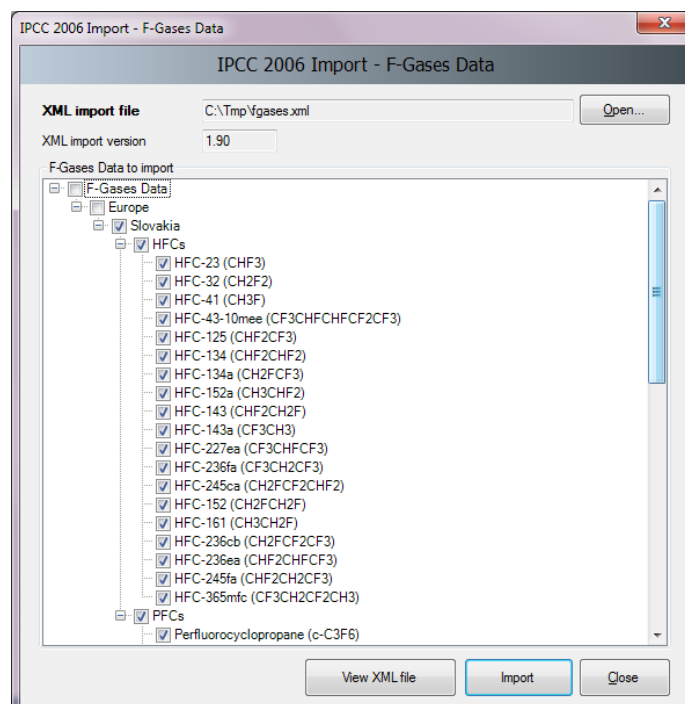 IPCC 2006 Import - F-Gases Data
IPCC 2006 Import - F-Gases Data
XML import file C:\Tmp\fgases.xml Open...
XML import version 1.90
F-Gases Data to import
F-Gases Data
Europe
Slovakia
HFCs
HFC-23 (CHF3)
HFC-32 (CH2F2)
HFC-41 (CH3F)
HFC-43-10mee (CF3CHFCHFCF2CF3)
HFC-125 (CHF2CF3)
HFC-134 (CHF2CHF2)
HFC-134a (CH2FCF3)
HFC-152a (CH3CHF2)
HFC-143 (CHF2CH2F)
HFC-143a (CF3CH3)
HFC-227ea (CF3CHFCF3)
HFC-236fa (CF3CH2CF3)
HFC-245ca (CH2FCF2CHF2)
HFC-152 (CH2FCH2F)
HFC-161 (CH3CH2F)
HFC-236cb (CH2FCF2CF3)
HFC-236ea (CHF2CHFCF3)
HFC-245fa (CHF2CH2CF3)
HFC-365mfc (CF3CH2CF2CH3)
PFCs
Perfluorocyclopropane (c-C3F6)
View XML file Import Close